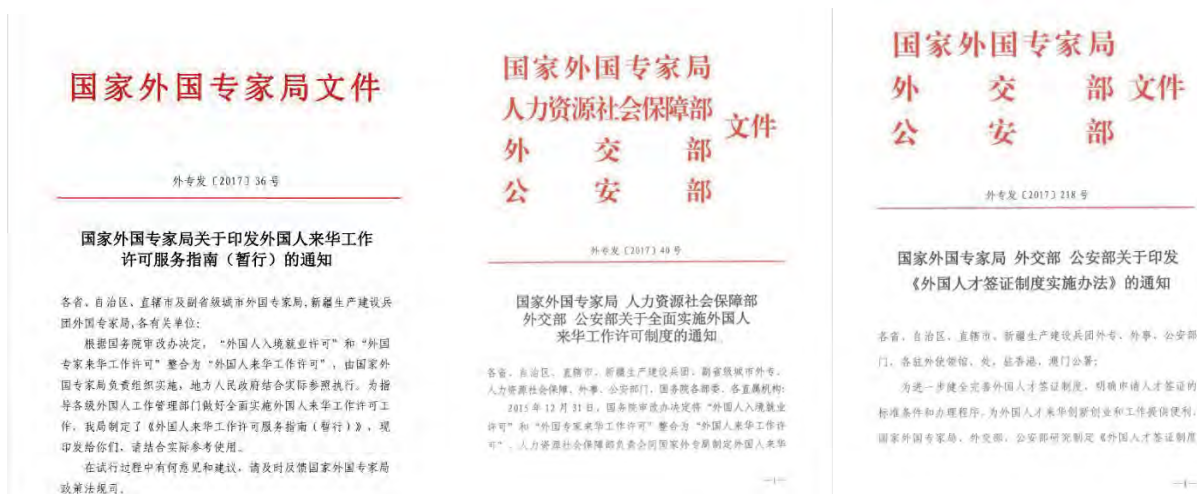 国家外国专家局文件
外专发〔2017〕36号
国家外国专家局关于印发外国人来华工作
许可服务指南（暂行）的通知
各省、自治区、直辖市及副省级城市外国专家局，新疆生产建设兵
团外国专家局，各有关单位：
根据国务院审改办决定，“外国人入境就业许可”和“外国
专家来华工作许可”整合为“外国人来华工作许可”，由国家外
国专家局负责组织实施，地方人民政府结合实际参照执行。为指
导各级外国人工作管理部门做好全面实施外国人来华工作许可工
作，我局制定了《外国人来华工作许可服务指南（暂行）》，现
印发给你们，请结合实际参考使用。
在试行过程中有何意见和建议，请及时反馈国家外国专家局
政策法规司。
国家外国专家局
人力资源社会保障部
外交部
公安部
文件
外专发〔2017〕40号
国家外国专家局 人力资源社会保障部
外交部 公安部关于全面实施外国人
来华工作许可制度的通知
各省、自治区、直辖市、新疆生产建设兵团、副省级城市外专、
人力资源社会保障、外事、公安部门，国务院各部委、各直属机构：
2015年12月31日，国务院审改办决定将“外国人入境就业
许可”和“外国专家来华工作许可”整合为“外国人来华工作许
可”，人力资源社会保障部负责会同国家外专局制定外国人来华
—1—
国家外国专家局
外交部
公安部
文件
外专发〔2017〕218号
国家外国专家局 外交部 公安部关于印发
《外国人才签证制度实施办法》的通知
各省、自治区、直辖市、新疆生产建设兵团外专、外事、公安部
门，各驻外使领馆、处，驻香港、澳门公署：
为进一步健全完善外国人才签证制度，明确申请人才签证的
标准条件和办理程序，为外国人才来华创新创业和工作提供便利，
国家外国专家局、外交部、公安部研究制定《外国人才签证制度
—1—